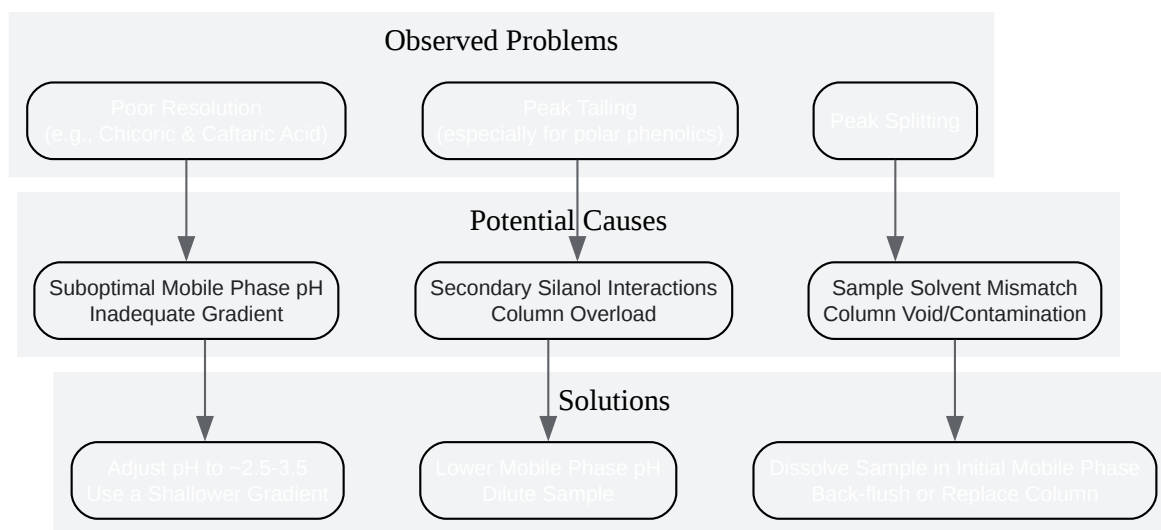 Observed Problems
Poor Resolution
(e.g., Chicoric & Caftaric Acid)
Peak Tailing
(especially for polar phenolics)
Peak Splitting
Potential Causes
Suboptimal Mobile Phase pH
Inadequate Gradient
Secondary Silanol Interactions
Column Overload
Sample Solvent Mismatch
Column Void/Contamination
Solutions
Adjust pH to ~2.5-3.5
Use a Shallower Gradient
Lower Mobile Phase pH
Dilute Sample
Dissolve Sample in Initial Mobile Phase
Back-flush or Replace Column